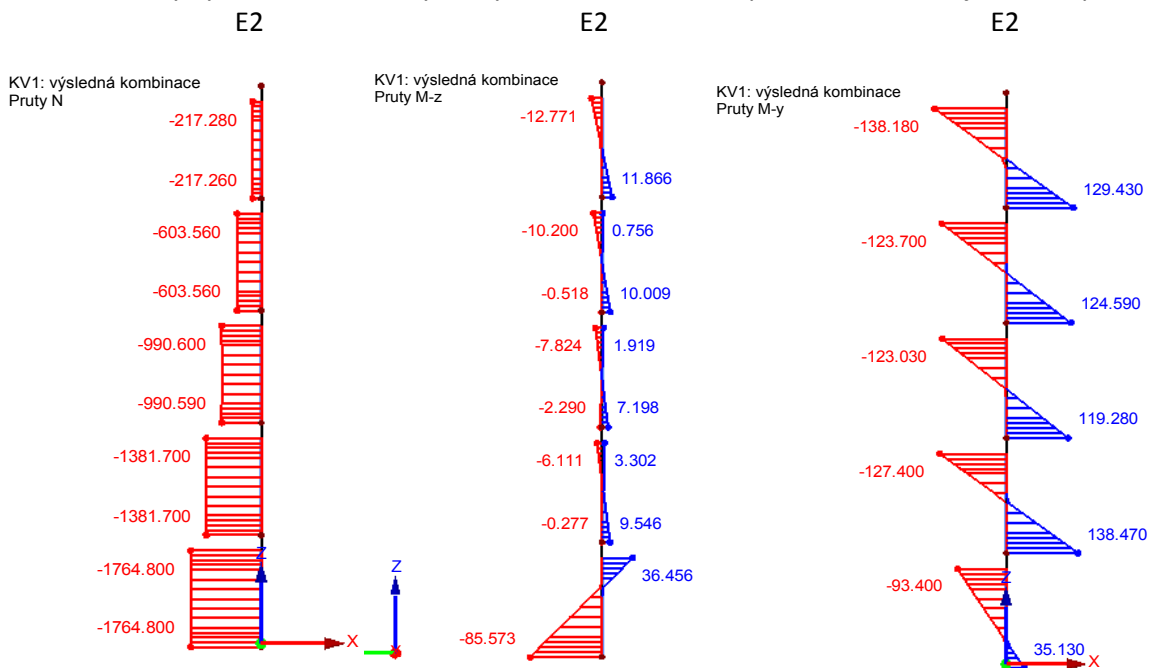 E2
KV1: výsledná kombinace
Pruty N
-217.280
-217.260
-603.560
-603.560
-990.600
-990.590
-1381.700
-1381.700
-1764.800
-1764.800
Z
X
E2
KV1: výsledná kombinace
Pruty M-z
-12.771
11.866
-10.200
0.756
-0.518
10.009
-7.824
1.919
-2.290
7.198
-6.111
3.302
-0.277
9.546
36.456
-85.573
Z
X
E2
KV1: výsledná kombinace
Pruty M-y
-138.180
129.430
-123.700
124.590
-123.030
119.280
-127.400
138.470
-93.400
35.130
Z
X